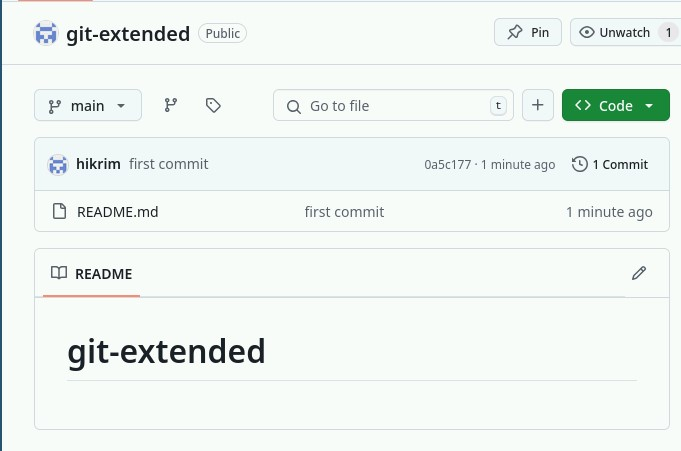 git-extended Public Pin Unwatch 1
main Go to file t Code
hikrim first commit 0a5c177 · 1 minute ago 1 Commit
README.md first commit 1 minute ago
README
git-extended